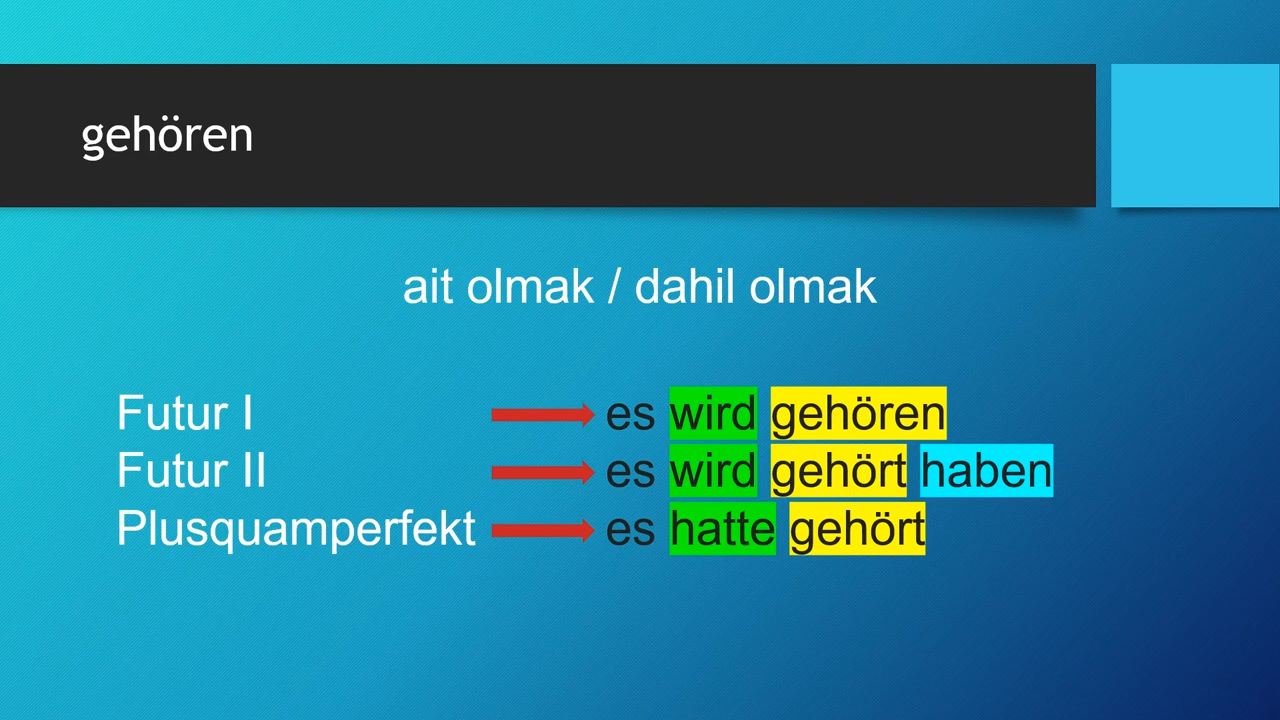 gehören
ait olmak / dahil olmak
Futur I es wird gehören
Futur II es wird gehört haben
Plusquamperfekt es hatte gehört